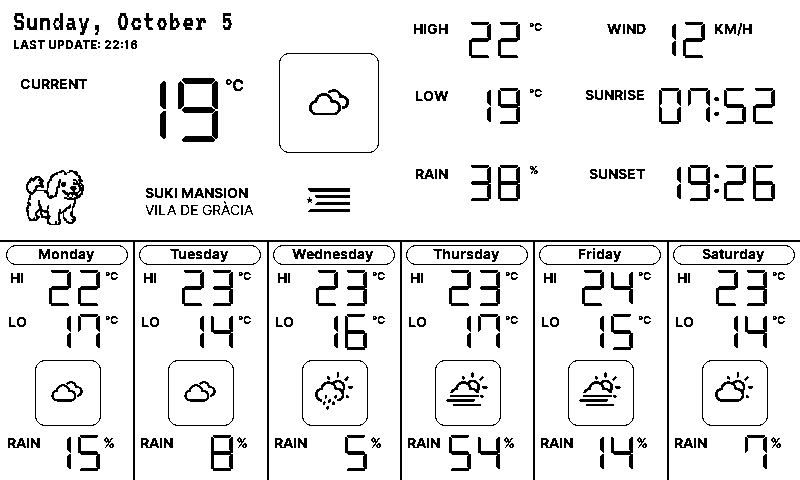 Sunday, October 5
LAST UPDATE: 22:16
CURRENT 19 °C
SUKI MANSION
VILA DE GRÀCIA
HIGH 22 °C
LOW 19 °C
RAIN 38 %
WIND 12 KM/H
SUNRISE 07:52
SUNSET 19:26
Monday
HI 22 °C
LO 17 °C
RAIN 15 %
Tuesday
HI 23 °C
LO 14 °C
RAIN 8 %
Wednesday
HI 23 °C
LO 16 °C
RAIN 5 %
Thursday
HI 23 °C
LO 17 °C
RAIN 54 %
Friday
HI 24 °C
LO 15 °C
RAIN 14 %
Saturday
HI 23 °C
LO 14 °C
RAIN 7 %